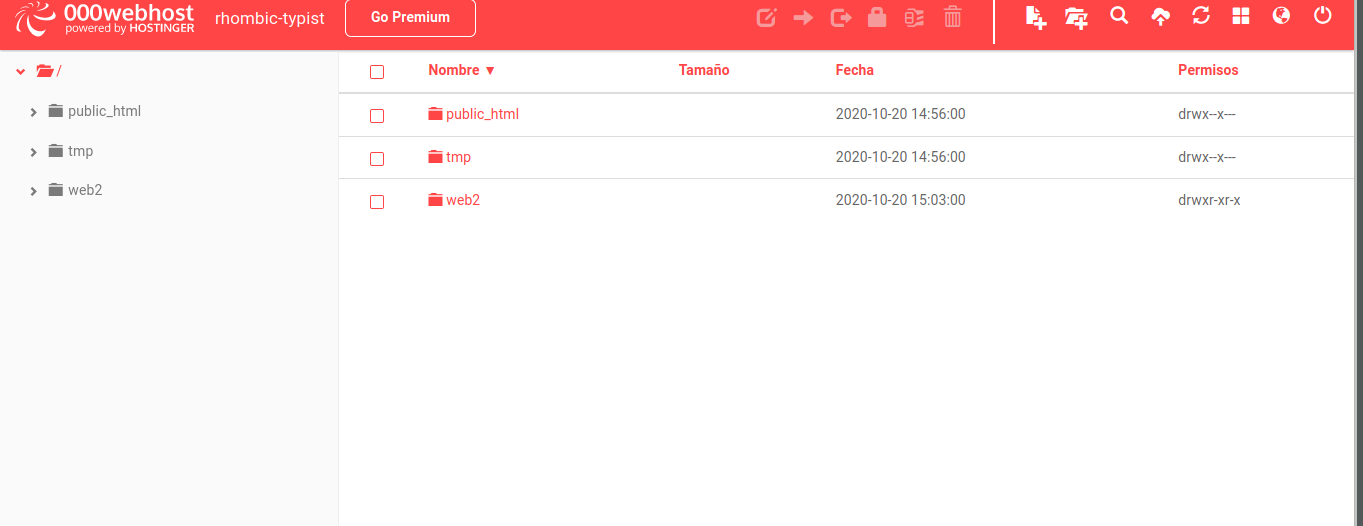 000webhost
powered by HOSTINGER
rhombic-typist
Go Premium
/
public_html
tmp
web2
Nombre ▼ Tamaño Fecha Permisos
public_html 2020-10-20 14:56:00 drwx--x---
tmp 2020-10-20 14:56:00 drwx--x---
web2 2020-10-20 15:03:00 drwxr-xr-x